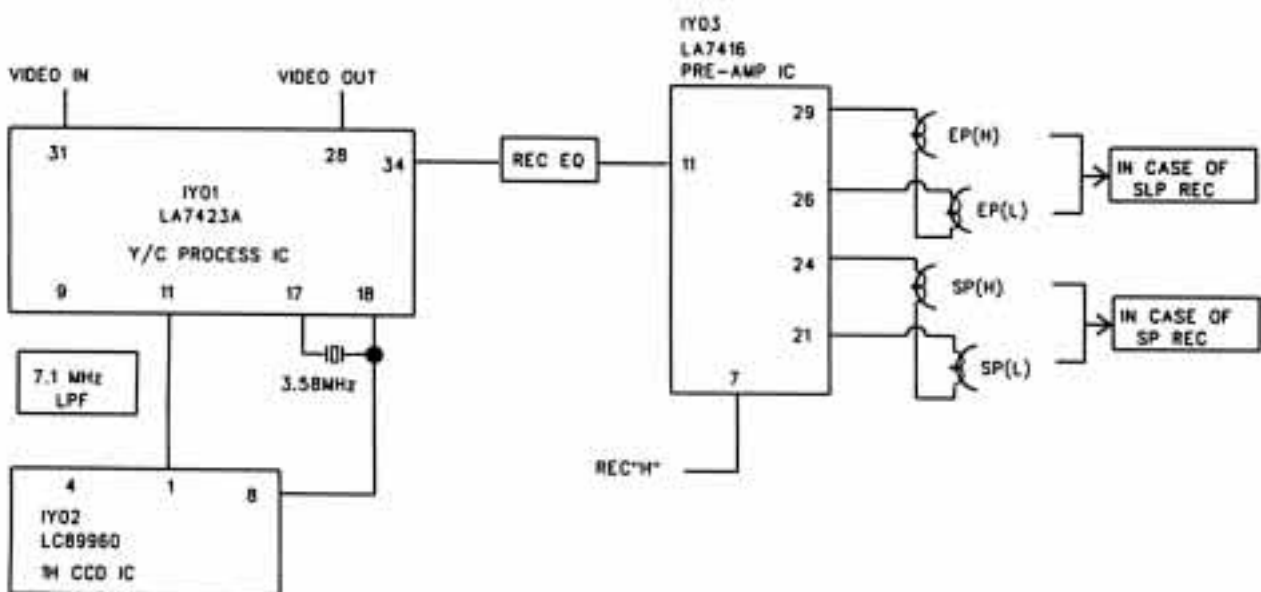 VIDEO IN
VIDEO OUT
31
28
34
IY01
LA7423A
Y/C PROCESS IC
9
11
17
18
7.1 MHz
LPF
3.58MHz
4
1
8
IY02
LC89960
1H CCD IC
REC EQ
IY03
LA7416
PRE-AMP IC
11
29
26
24
21
7
REC"H"
EP(H)
EP(L)
SP(H)
SP(L)
IN CASE OF
SLP REC
IN CASE OF
SP REC